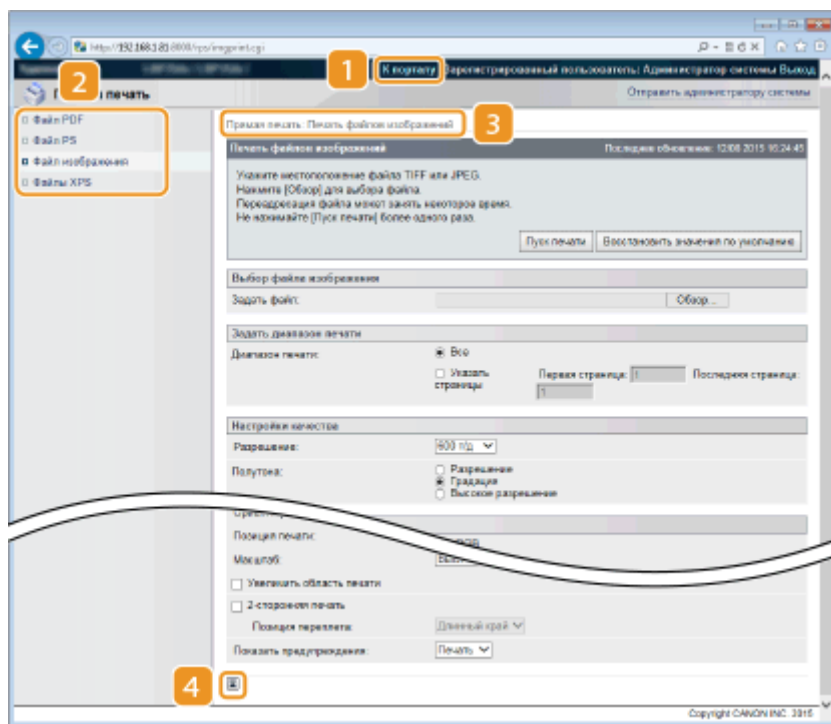 http://192.168.1.81:8000/rps/imgprint.cgi
1
К порталу Зарегистрированный пользователь: Администратор системы Выход
2
печать
Отправить администратору системы
Файл PDF
Файл PS
Файл изображения
Файлы XPS
Прямая печать: Печать файлов изображений
3
Печать файлов изображений
Последнее обновление: 12/08 2015 16:24:45
Укажите местоположение файла TIFF или JPEG.
Нажмите [Обзор] для выбора файла.
Переадресация файла может занять некоторое время.
Не нажимайте [Пуск печати] более одного раза.
Пуск печати
Восстановить значения по умолчанию
Выбор файла изображения
Задать файл:
Обзор...
Задать диапазон печати
Диапазон печати:
Все
Указать страницы
Первая страница: 1
Последняя страница: 1
Настройки качества
Разрешение:
600 т/д
Полутона:
Разрешение
Градация
Высокое разрешение
Позиция печати:
Масштаб:
Увеличить область печати
2-сторонняя печать
Позиция переплета:
Длинный край
Показать предупреждения:
Печать
4
Copyright CANON INC. 2015